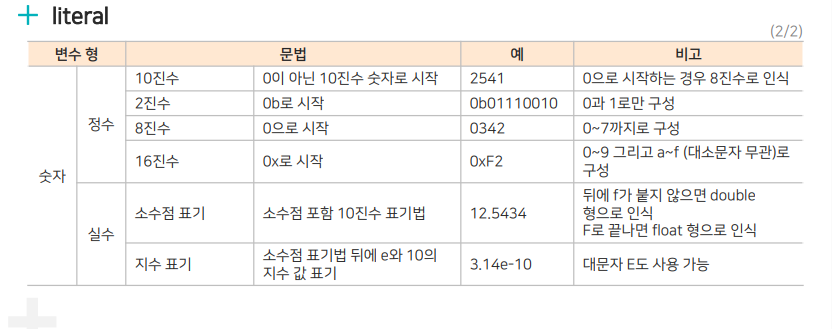 literal
(2/2)
변수 형 문법 예 비고
숫자
정수
10진수 0이 아닌 10진수 숫자로 시작 2541 0으로 시작하는 경우 8진수로 인식
2진수 0b로 시작 0b01110010 0과 1로만 구성
8진수 0으로 시작 0342 0~7까지로 구성
16진수 0x로 시작 0xF2 0~9 그리고 a~f (대소문자 무관)로
구성
실수
소수점 표기 소수점 포함 10진수 표기법 12.5434 뒤에 f가 붙지 않으면 double
형으로 인식
F로 끝나면 float 형으로 인식
지수 표기 소수점 표기법 뒤에 e와 10의
지수 값 표기 3.14e-10 대문자 E도 사용 가능